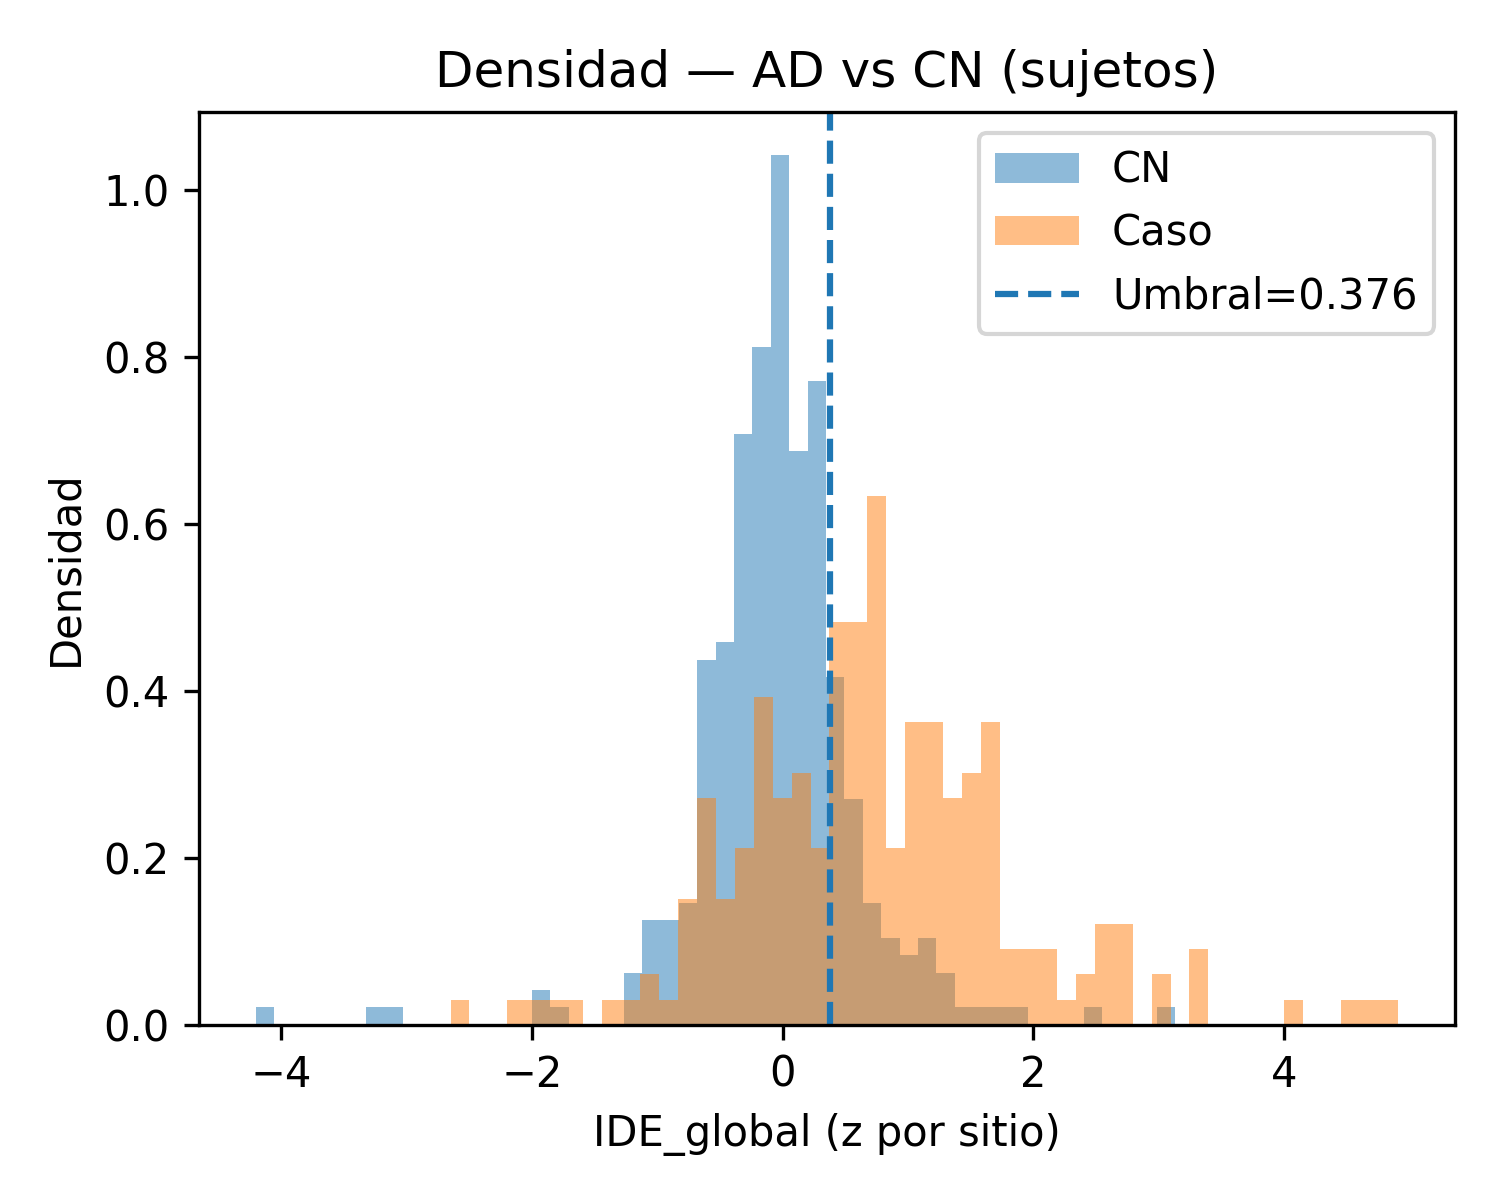 Densidad — AD vs CN (sujetos)
CN
Caso
Umbral=0.376
Densidad
1.0
0.8
0.6
0.4
0.2
0.0
−4
−2
0
2
4
IDE_global (z por sitio)